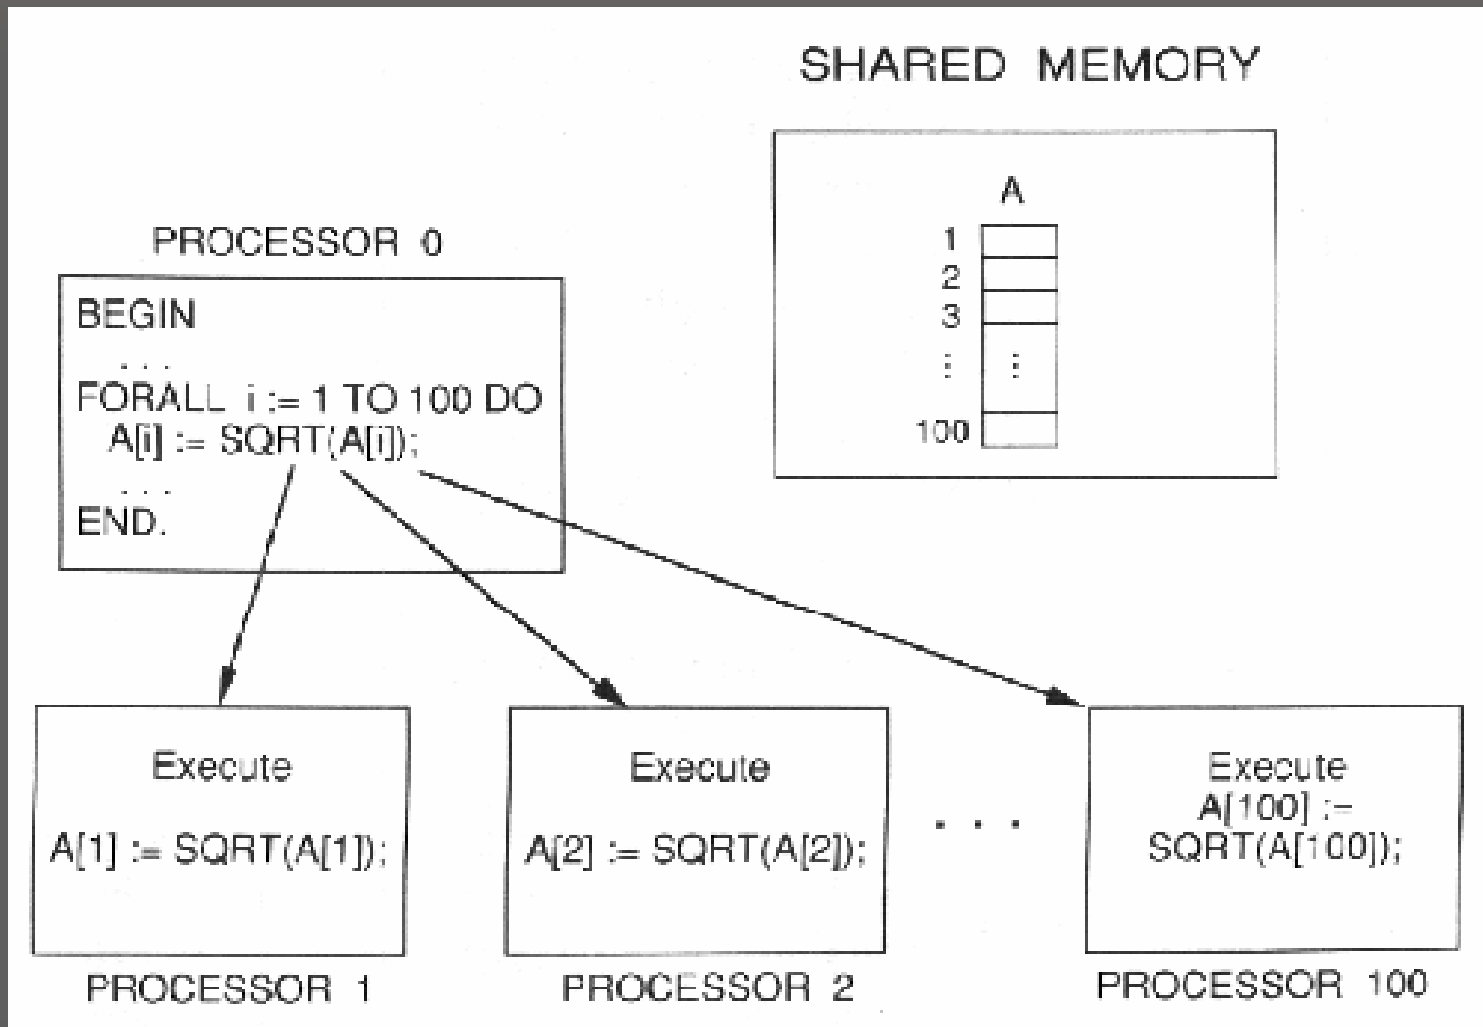 SHARED MEMORY
A
1
2
3
⋮ ⋮
100
PROCESSOR 0
BEGIN
. . .
FORALL i := 1 TO 100 DO
A[i] := SQRT(A[i]);
. . .
END.
Execute
A[1] := SQRT(A[1]);
PROCESSOR 1
Execute
A[2] := SQRT(A[2]);
PROCESSOR 2
. . .
Execute
A[100] :=
SQRT(A[100]);
PROCESSOR 100